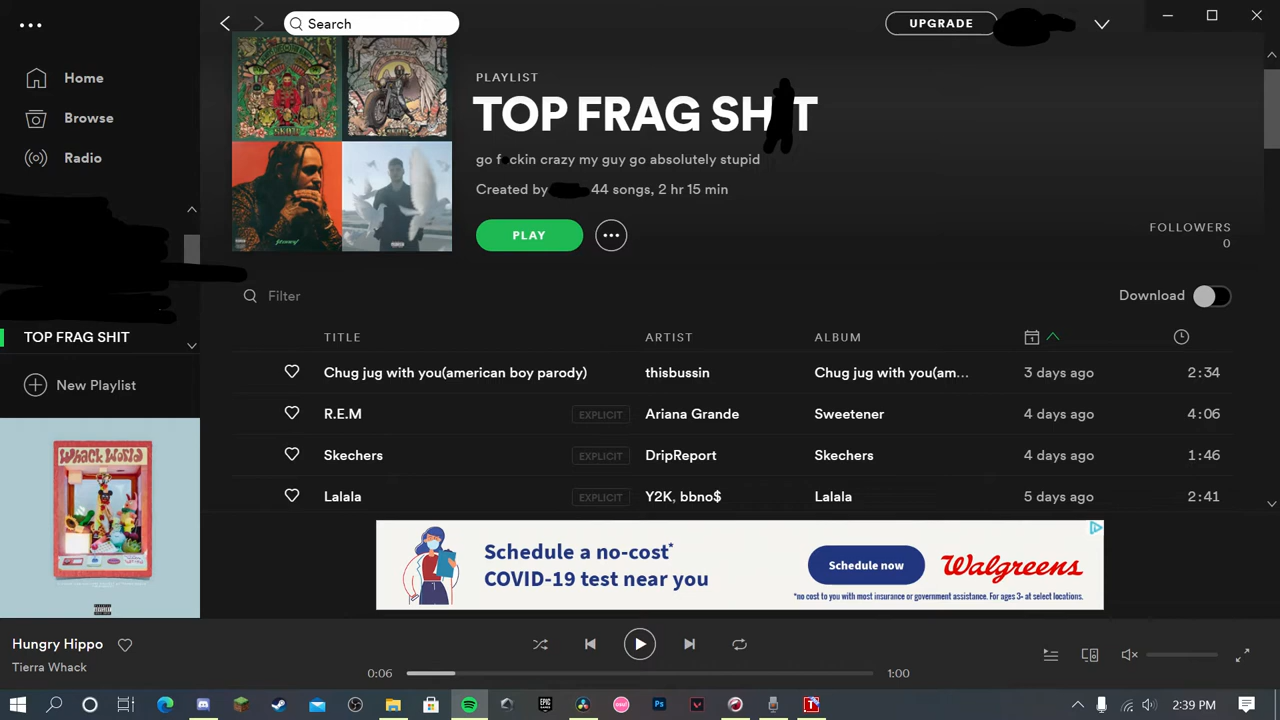 Search
UPGRADE
Home
Browse
Radio
PLAYLIST
TOP FRAG SHIT
go f ckin crazy my guy go absolutely stupid
Created by
44 songs, 2 hr 15 min
PLAY
FOLLOWERS
0
Filter
Download
TOP FRAG SHIT
New Playlist
TITLE ARTIST ALBUM
Chug jug with you(american boy parody) thisbussin Chug jug with you(am... 3 days ago 2:34
R.E.M EXPLICIT Ariana Grande Sweetener 4 days ago 4:06
Skechers EXPLICIT DripReport Skechers 4 days ago 1:46
Lalala EXPLICIT Y2K, bbno$ Lalala 5 days ago 2:41
WHACK WORLD
Schedule a no-cost*
COVID-19 test near you
Schedule now
Walgreens
*no cost to you with most insurance or government assistance. For ages 3+ at select locations.
Hungry Hippo
Tierra Whack
0:06
1:00
2:39 PM